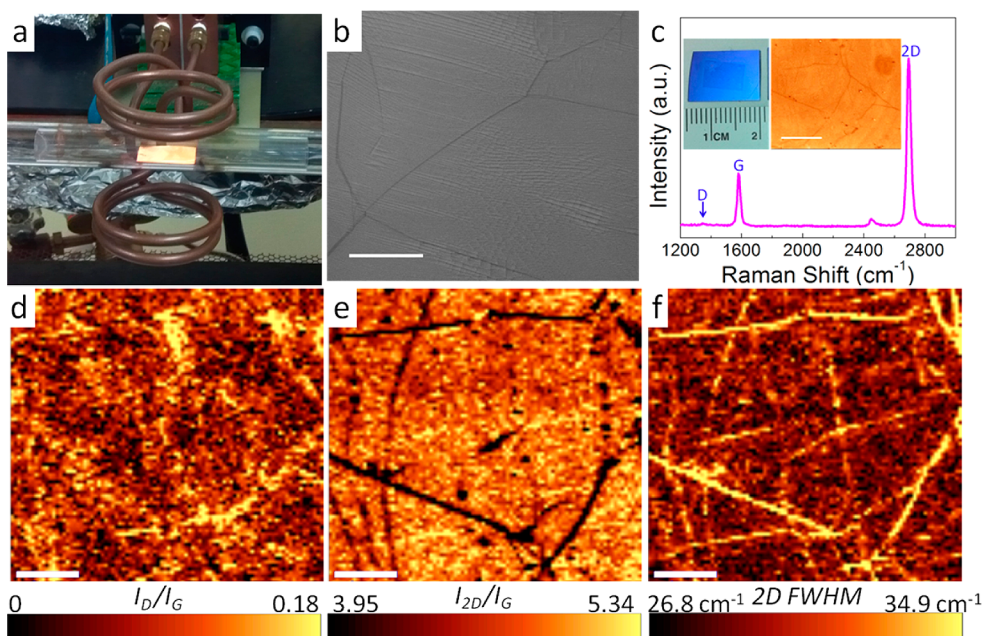 a
b
c
Intensity (a.u.)
D
G
2D
1 CM 2
1200 1600 2000 2400 2800
Raman Shift (cm⁻¹)
d
e
f
0 I_D/I_G 0.18
3.95 I_2D/I_G 5.34
26.8 cm⁻¹ 2D FWHM 34.9 cm⁻¹